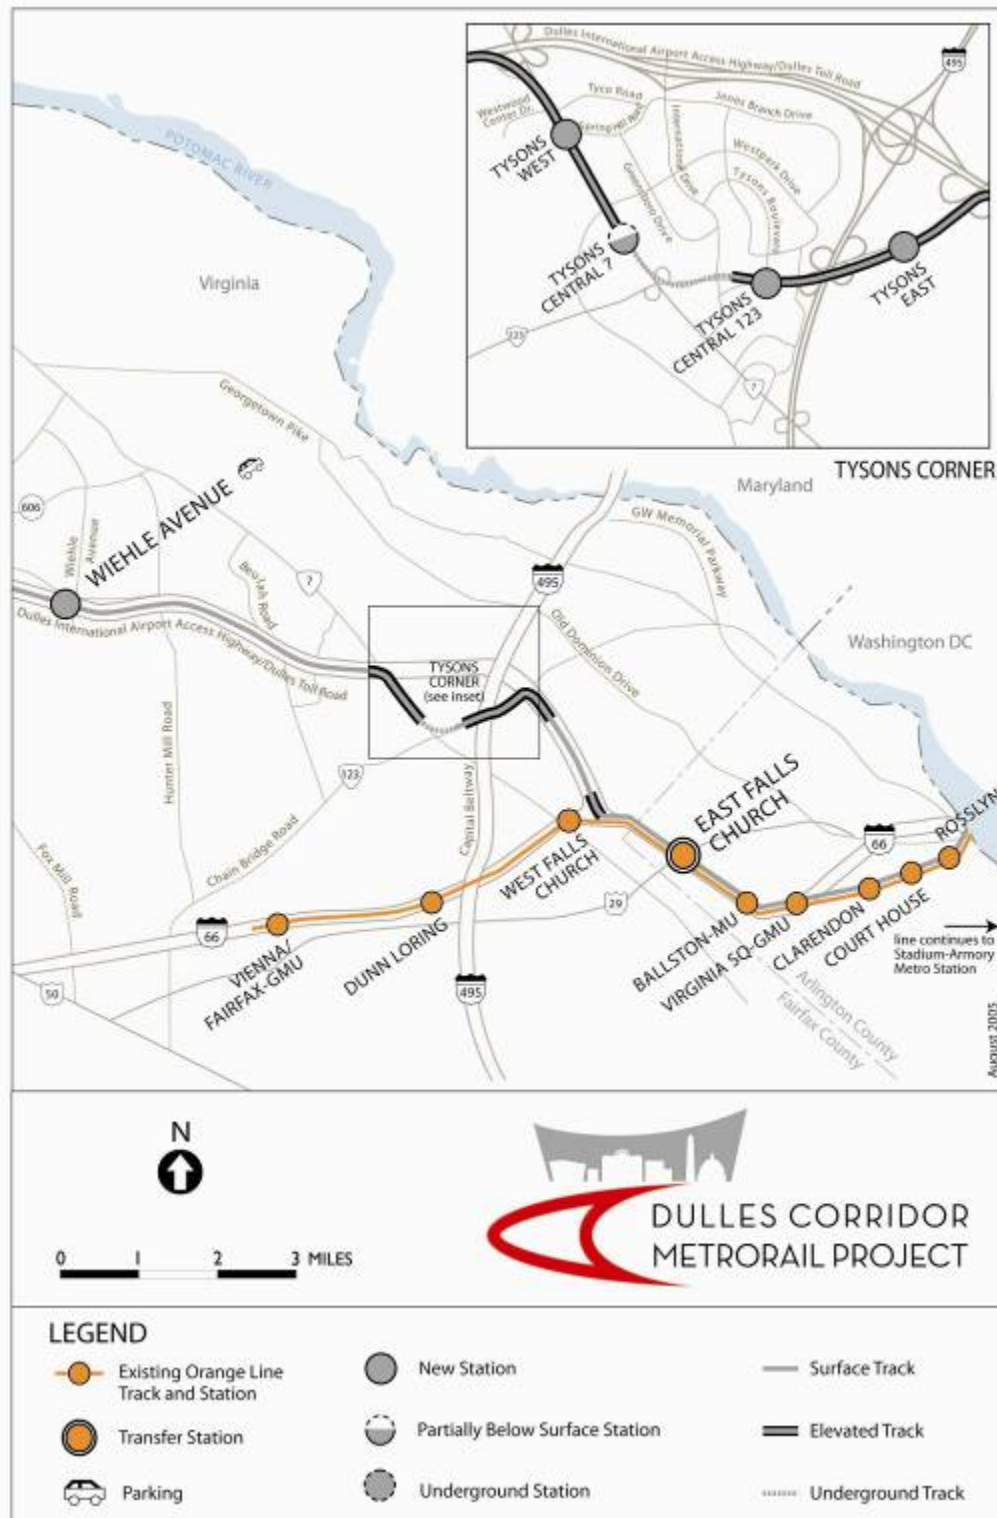 Dulles International Airport Access Highway/Dulles Toll Road
495
Tyco Road
Jones Branch Drive
Westwood
Center Dr.
Springhill Road
International Drive
Westpark Drive
Tysons Boulevard
Greensboro Drive
TYSONS
WEST
TYSONS
CENTRAL 7
TYSONS
CENTRAL 123
TYSONS
EAST
123
7
TYSONS CORNER
POTOMAC RIVER
Virginia
Maryland
Georgetown Pike
GW Memorial Parkway
606
Wiehle
Avenue
WIEHLE AVENUE
7
495
Beulah Road
Old Dominion Drive
Washington DC
Dulles International Airport Access Highway/Dulles Toll Road
TYSONS
CORNER
(see inset)
Hunter Mill Road
123
Capital Beltway
EAST FALLS
CHURCH
ROSSLYN
66
WEST FALLS
CHURCH
Fox Mill Road
Chain Bridge Road
29
66
VIENNA/
FAIRFAX-GMU
DUNN LORING
BALLSTON-MU
VIRGINIA SQ-GMU
CLARENDON
COURT HOUSE
line continues to
Stadium-Armory
Metro Station
50
495
Arlington County
Fairfax County
August 2005
N
0 1 2 3 MILES
DULLES CORRIDOR
METRORAIL PROJECT
LEGEND
Existing Orange Line
Track and Station
Transfer Station
Parking
New Station
Partially Below Surface Station
Underground Station
Surface Track
Elevated Track
Underground Track